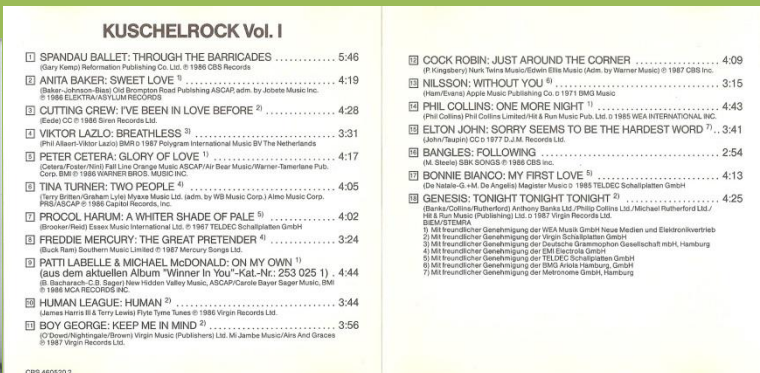 KUSCHELROCK Vol. I
1 SPANDAU BALLET: THROUGH THE BARRICADES 5:46
(Gary Kemp) Reformation Publishing Co. Ltd. ℗ 1986 CBS Records
2 ANITA BAKER: SWEET LOVE 1) 4:19
(Baker-Johnson-Bias) Old Brompton Road Publishing ASCAP, adm. by Jobete Music Inc.
℗ 1986 ELEKTRA/ASYLUM RECORDS
3 CUTTING CREW: I'VE BEEN IN LOVE BEFORE 2) 4:28
(Eede) CC ℗ 1986 Siren Records Ltd.
4 VIKTOR LAZLO: BREATHLESS 3) 3:31
(Phil Allaert-Viktor Lazlo) BMR ℗ 1987 Polygram International Music BV The Netherlands
5 PETER CETERA: GLORY OF LOVE 1) 4:17
(Cetera/Foster/Nini) Fall Line Orange Music ASCAP/Air Bear Music/Warner-Tamerlane Pub.
Corp. BMI ℗ 1986 WARNER BROS. MUSIC INC.
6 TINA TURNER: TWO PEOPLE 4) 4:05
(Terry Britten/Graham Lyle) Myaxe Music Ltd. (adm. by WB Music Corp.) Almo Music Corp.
PRS/ASCAP ℗ 1986 Capitol Records, Inc.
7 PROCOL HARUM: A WHITER SHADE OF PALE 5) 4:02
(Brooker/Reid) Essex Music International Ltd. ℗ 1967 TELDEC Schallplatten GmbH
8 FREDDIE MERCURY: THE GREAT PRETENDER 4) 3:24
(Buck Ram) Southern Music Limited ℗ 1987 Mercury Songs Ltd.
9 PATTI LABELLE & MICHAEL McDONALD: ON MY OWN 1)
(aus dem aktuellen Album "Winner In You"-Kat.-Nr.: 253 025 1) . 4:44
(B. Bacharach-C.B. Sager) New Hidden Valley Music, ASCAP/Carole Bayer Sager Music, BMI
℗ 1986 MCA RECORDS INC.
10 HUMAN LEAGUE: HUMAN 2) 3:44
(James Harris III & Terry Lewis) Flyte Tyme Tunes ℗ 1986 Virgin Records Ltd.
11 BOY GEORGE: KEEP ME IN MIND 2) 3:56
(O'Dowd/Nightingale/Brown) Virgin Music (Publishers) Ltd. Mi Jambe Music/Airs And Graces
℗ 1987 Virgin Records Ltd.
CBS 460520 2
12 COCK ROBIN: JUST AROUND THE CORNER 4:09
(P. Kingsbery) Nurk Twins Music/Edwin Ellis Music (Adm. by Warner Music) ℗ 1987 CBS Inc.
13 NILSSON: WITHOUT YOU 6) 3:15
(Ham/Evans) Apple Music Publishing Co. ℗ 1971 BMG Music
14 PHIL COLLINS: ONE MORE NIGHT 1) 4:43
(Phil Collins) Phil Collins Limited/Hit & Run Music Pub. Ltd. ℗ 1985 WEA INTERNATIONAL INC.
15 ELTON JOHN: SORRY SEEMS TO BE THE HARDEST WORD 7) .. 3:41
(John/Taupin) CC ℗ 1977 D.J.M. Records Ltd.
16 BANGLES: FOLLOWING 2:54
(M. Steele) SBK SONGS ℗ 1986 CBS Inc.
17 BONNIE BIANCO: MY FIRST LOVE 5) 4:13
(De Natale-G.+M. De Angelis) Magister Music ℗ 1985 TELDEC Schallplatten GmbH
18 GENESIS: TONIGHT TONIGHT TONIGHT 2) 4:25
(Banks/Collins/Rutherford) Anthony Banks Ltd./Philip Collins Ltd./Michael Rutherford Ltd./
Hit & Run Music (Publishing) Ltd. ℗ 1987 Virgin Records Ltd.
BIEM/STEMRA
1) Mit freundlicher Genehmigung der WEA Musik GmbH Neue Medien und Elektronikvertrieb
2) Mit freundlicher Genehmigung der Virgin Schallplatten GmbH
3) Mit freundlicher Genehmigung der Deutsche Grammophon Gesellschaft mbH, Hamburg
4) Mit freundlicher Genehmigung der EMI Electrola GmbH
5) Mit freundlicher Genehmigung der TELDEC Schallplatten GmbH
6) Mit freundlicher Genehmigung der BMG Ariola Hamburg, GmbH
7) Mit freundlicher Genehmigung der Metronome GmbH, Hamburg